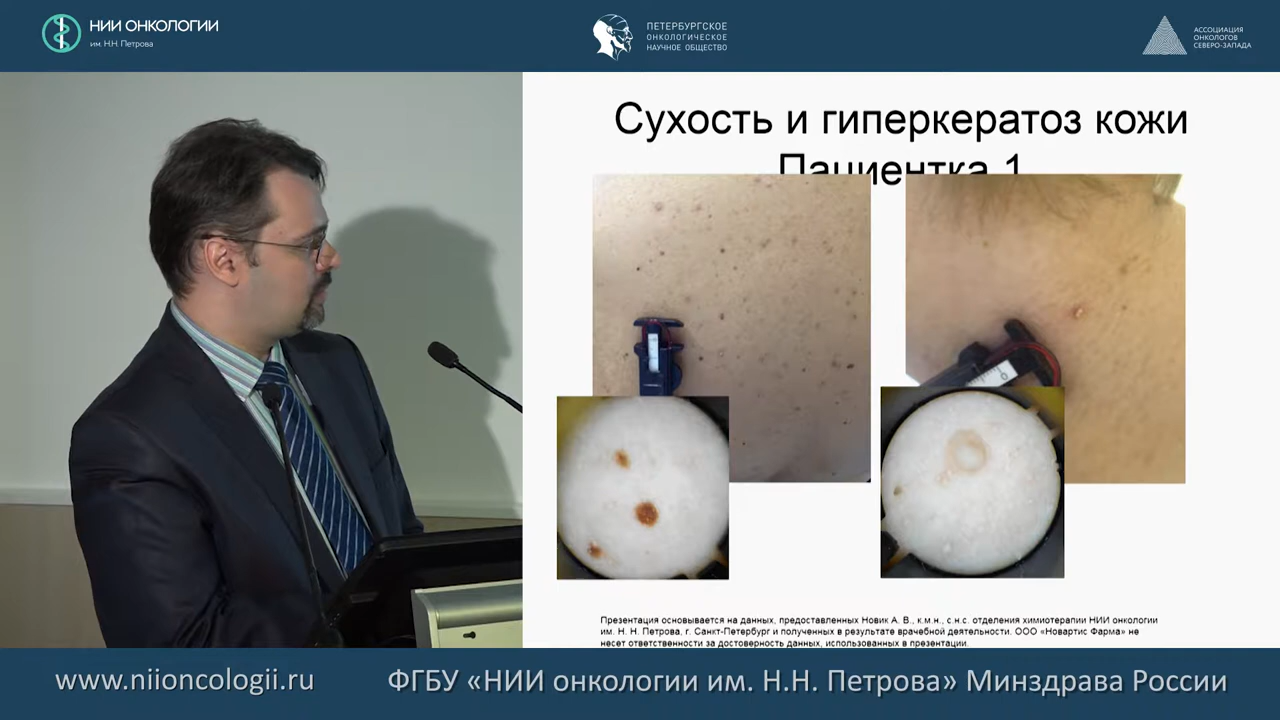 НИИ ОНКОЛОГИИ
им. Н.Н. Петрова
ПЕТЕРБУРГСКОЕ
ОНКОЛОГИЧЕСКОЕ
НАУЧНОЕ ОБЩЕСТВО
АССОЦИАЦИЯ
ОНКОЛОГОВ
СЕВЕРО-ЗАПАДА
Сухость и гиперкератоз кожи
Пациентка 1
0
Презентация основывается на данных, предоставленных Новик А. В., к.м.н., с.н.с. отделения химиотерапии НИИ онкологии
им. Н. Н. Петрова, г. Санкт-Петербург и полученных в результате врачебной деятельности. ООО «Новартис Фарма» не
несет ответственности за достоверность данных, использованных в презентации.
www.niioncologii.ru
ФГБУ «НИИ онкологии им. Н.Н. Петрова» Минздрава России